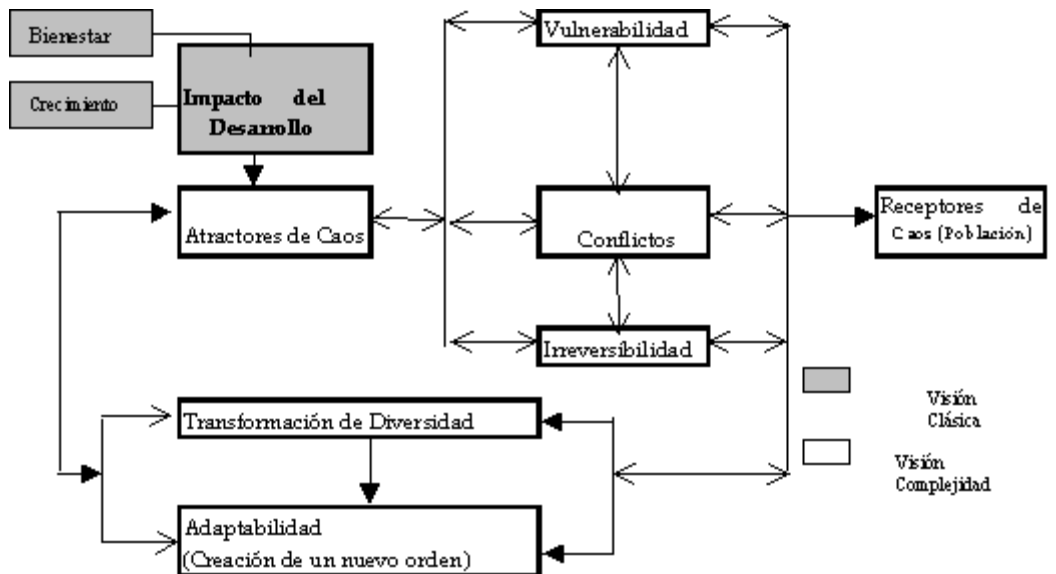 Bienestar
Crecimiento
Impacto del
Desarrollo
Atractores de Caos
Vulnerabilidad
Conflictos
Irreversibilidad
Receptores de
Caos (Población)
Transformación de Diversidad
Adaptabilidad
(Creación de un nuevo orden)
Visión
Clásica
Visión
Complejidad